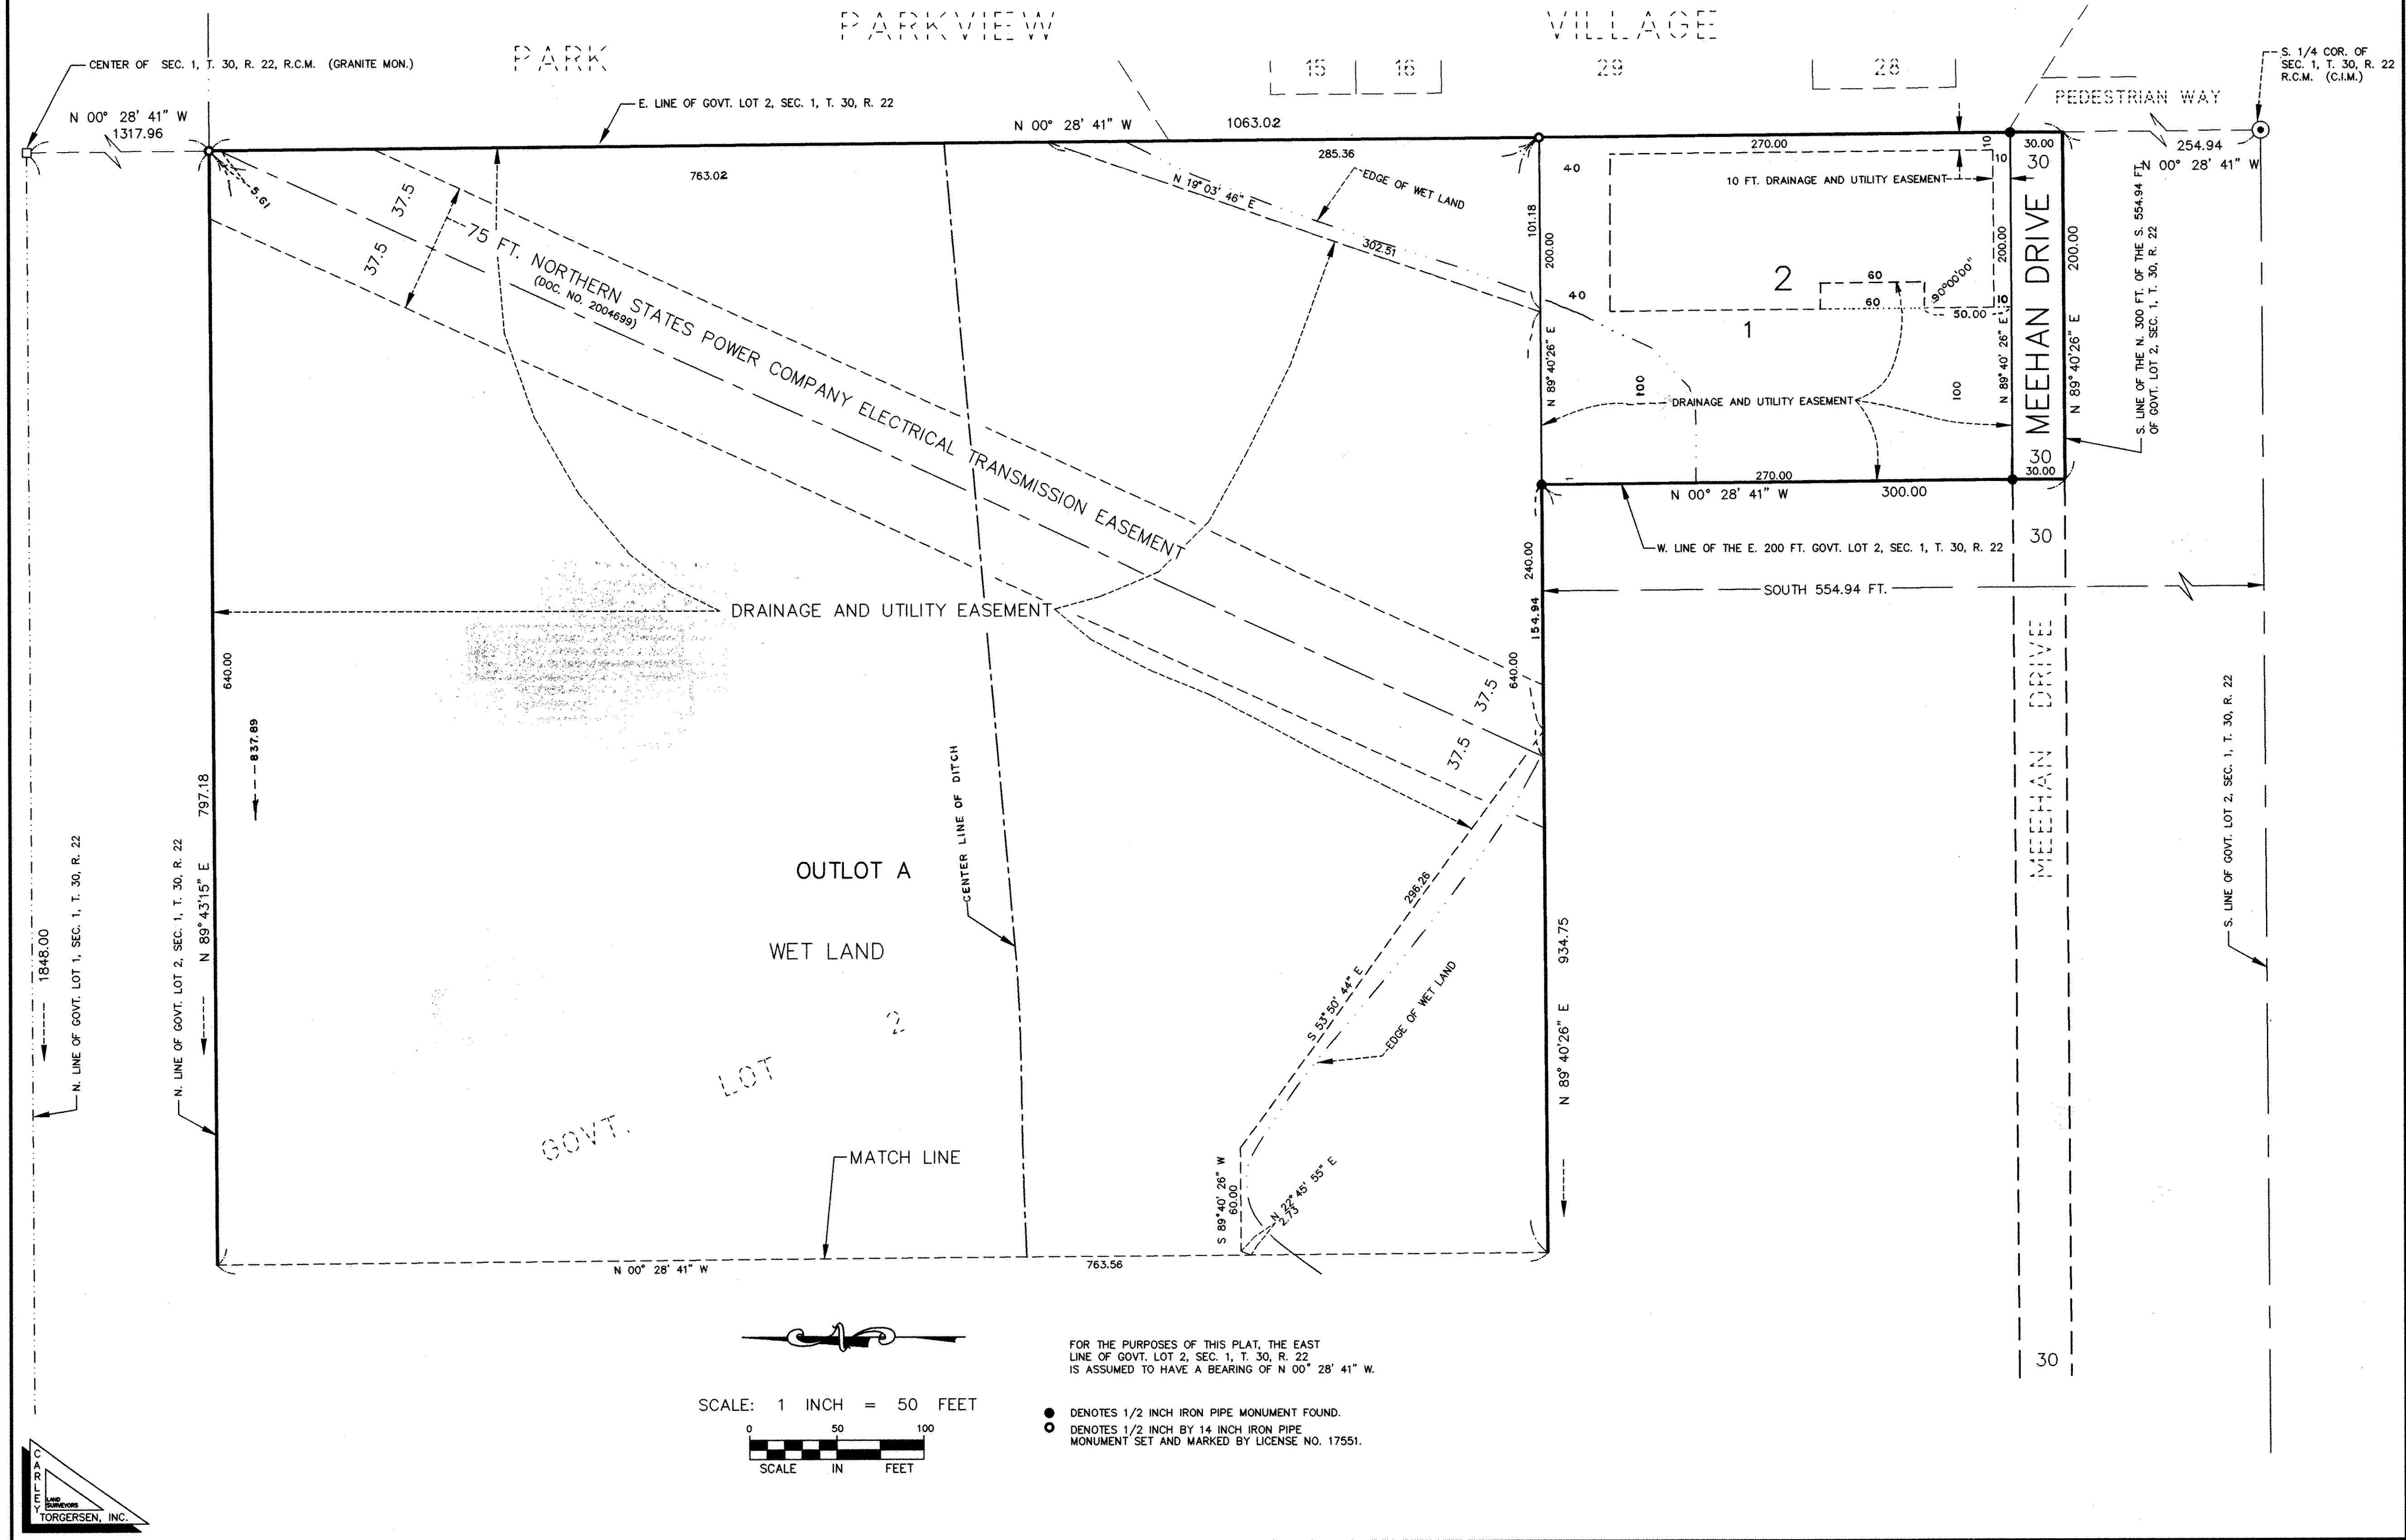 PARKVIEW
VILLAGE
PARK
15
16
29
28
CENTER OF SEC. 1, T. 30, R. 22, R.C.M. (GRANITE MON.)
S. 1/4 COR. OF
SEC. 1, T. 30, R. 22
R.C.M. (C.I.M.)
PEDESTRIAN WAY
N 00° 28' 41" W
1317.96
E. LINE OF GOVT. LOT 2, SEC. 1, T. 30, R. 22
N 00° 28' 41" W
1063.02
254.94
N 00° 28' 41" W
763.02
285.36
270.00
30.00
30
10
10
10 FT. DRAINAGE AND UTILITY EASEMENT
5.61
37.5
37.5
75 FT. NORTHERN STATES POWER COMPANY ELECTRICAL TRANSMISSION EASEMENT
(DOC. NO. 2004699)
N 19° 03' 46" E
302.51
EDGE OF WET LAND
40
40
101.18
200.00
N 89° 40'26" E
2
60
60
90°00'00"
50.00
10
1
200.00
N 89° 40' 26" E
MEEHAN DRIVE
200.00
N 89° 40'26" E
S. LINE OF THE N. 300 FT. OF THE S. 554.94 FT.
OF GOVT. LOT 2, SEC. 1, T. 30, R. 22
100
100
DRAINAGE AND UTILITY EASEMENT
30
30.00
1
270.00
N 00° 28' 41" W
300.00
W. LINE OF THE E. 200 FT. GOVT. LOT 2, SEC. 1, T. 30, R. 22
30
SOUTH 554.94 FT.
240.00
154.94
640.00
37.5
37.5
DRAINAGE AND UTILITY EASEMENT
640.00
837.89
797.18
N 89° 43'15" E
N. LINE OF GOVT. LOT 2, SEC. 1, T. 30, R. 22
1848.00
N. LINE OF GOVT. LOT 1, SEC. 1, T. 30, R. 22
CENTER LINE OF DITCH
OUTLOT A
WET LAND
GOVT. LOT 2
MATCH LINE
296.26
S 53° 50' 44" E
EDGE OF WET LAND
934.75
N 89° 40'26" E
S 89° 40' 26" W
60.00
N 22° 45' 55" E
2.73
MEEHAN DRIVE
S. LINE OF GOVT. LOT 2, SEC. 1, T. 30, R. 22
30
N 00° 28' 41" W
763.56
FOR THE PURPOSES OF THIS PLAT, THE EAST
LINE OF GOVT. LOT 2, SEC. 1, T. 30, R. 22
IS ASSUMED TO HAVE A BEARING OF N 00° 28' 41" W.
SCALE: 1 INCH = 50 FEET
0 50 100
SCALE IN FEET
DENOTES 1/2 INCH IRON PIPE MONUMENT FOUND.
DENOTES 1/2 INCH BY 14 INCH IRON PIPE
MONUMENT SET AND MARKED BY LICENSE NO. 17551.
CARLEY
LAND
SURVEYORS
TORGERSEN, INC.